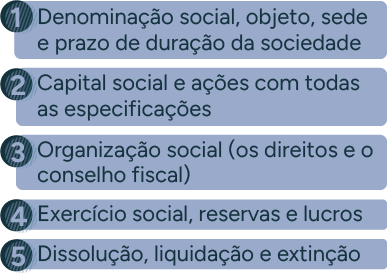 1 Denominação social, objeto, sede
e prazo de duração da sociedade
2 Capital social e ações com todas
as especificações
3 Organização social (os direitos e o
conselho fiscal)
4 Exercício social, reservas e lucros
5 Dissolução, liquidação e extinção